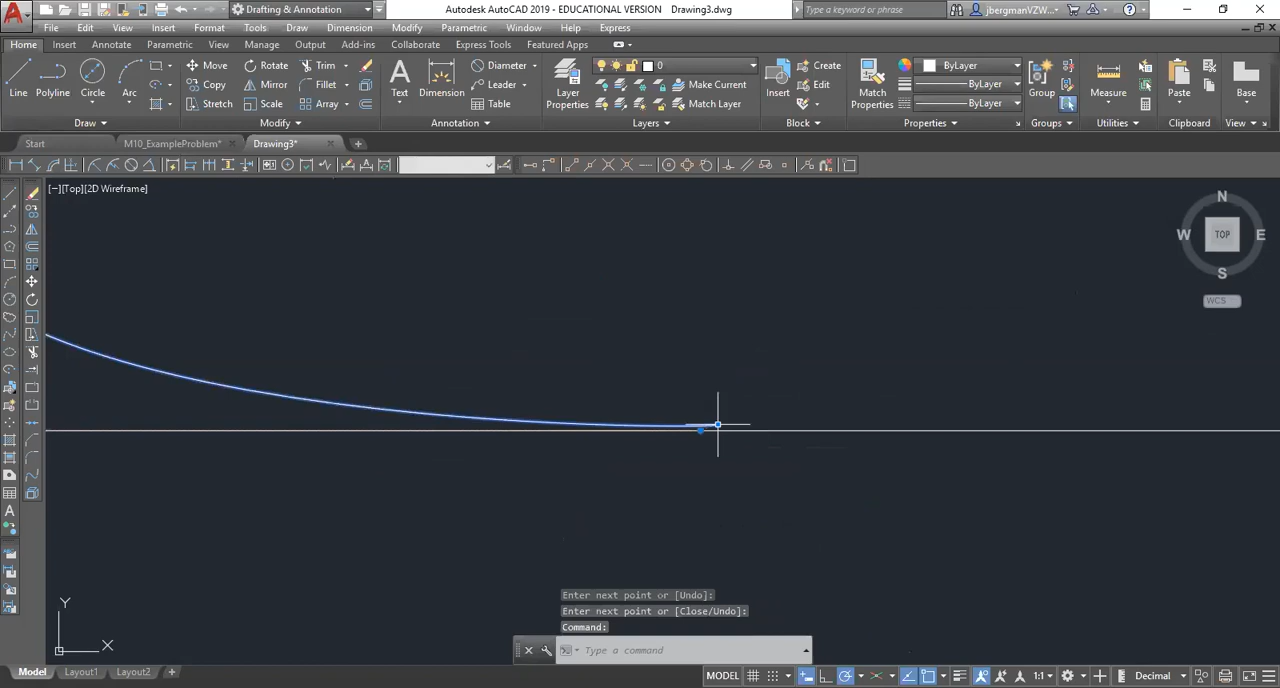 Drafting & Annotation
Autodesk AutoCAD 2019 - EDUCATIONAL VERSION Drawing3.dwg
Type a keyword or phrase
jbergmanVZW...
File Edit View Insert Format Tools Draw Dimension Modify Parametric Window Help Express
Home Insert Annotate Parametric View Manage Output Add-ins Collaborate Express Tools Featured Apps
Line Polyline Circle Arc
Move Rotate Trim
Copy Mirror Fillet
Stretch Scale Array
Text Dimension
Diameter
Leader
Table
Layer Properties
0
Make Current
Match Layer
Insert
Create
Edit
Match Properties
ByLayer
ByLayer
ByLayer
Group Measure Paste Base
Draw Modify Annotation Layers Block Properties Groups Utilities Clipboard View
Start M10_ExampleProblem* Drawing3*
[−][Top][2D Wireframe]
N
W TOP E
S
WCS
Enter next point or [Undo]:
Enter next point or [Close/Undo]:
Command:
Type a command
Y
X
Model Layout1 Layout2 +
MODEL 1:1 Decimal